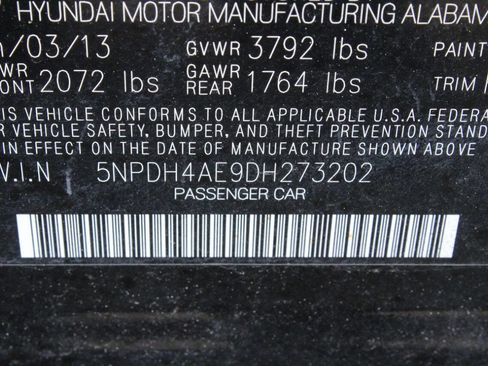 HYUNDAI MOTOR MANUFACTURING ALABAM
/03/13 GVWR 3792 lbs PAINT
WR FRONT 2072 lbs GAWR REAR 1764 lbs TRIM
IS VEHICLE CONFORMS TO ALL APPLICABLE U.S.A. FEDERA
R VEHICLE SAFETY, BUMPER, AND THEFT PREVENTION STAND
IN EFFECT ON THE DATE OF MANUFACTURE SHOWN ABOVE
V.I.N 5NPDH4AE9DH273202
PASSENGER CAR